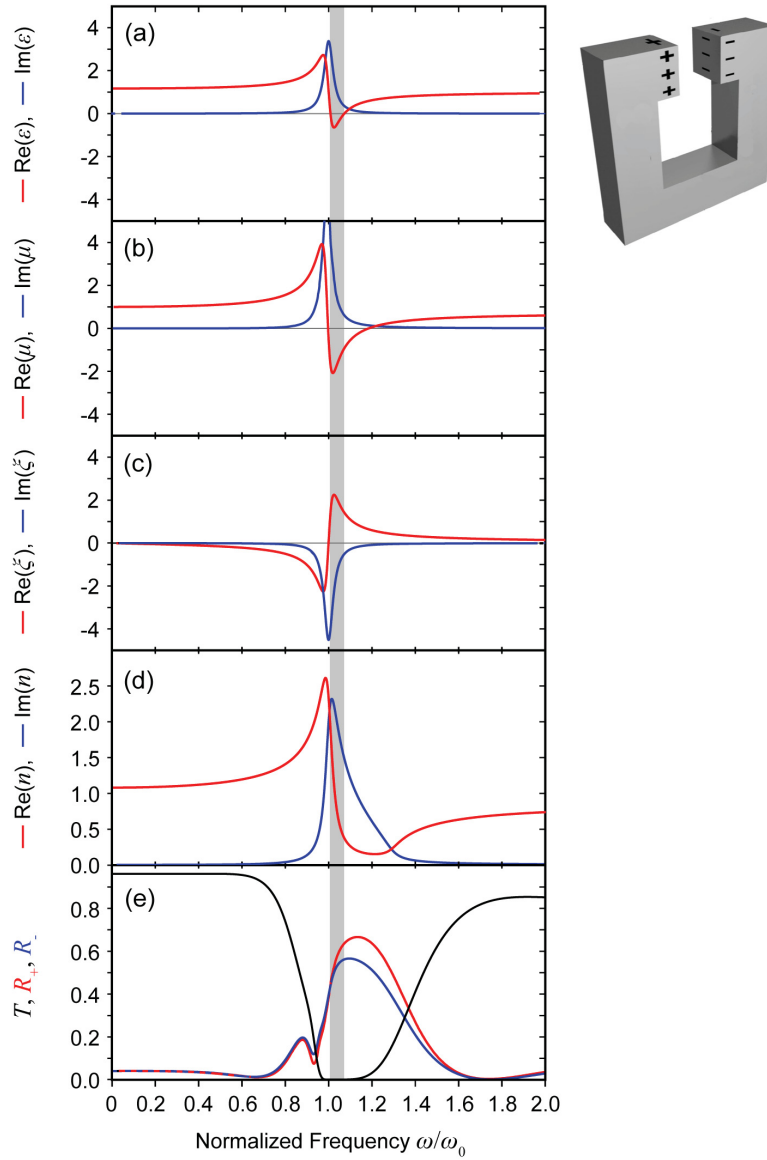 (a)
Re(ε), Im(ε)
4
2
0
-2
-4
(b)
Re(μ), Im(μ)
4
2
0
-2
-4
(c)
Re(ξ), Im(ξ)
4
2
0
-2
-4
(d)
Re(n), Im(n)
2.5
2.0
1.5
1.0
0.5
0.0
(e)
T, R+, R-
0.8
0.6
0.4
0.2
0.0
0 0.2 0.4 0.6 0.8 1.0 1.2 1.4 1.6 1.8 2.0
Normalized Frequency ω/ω₀
+ + + +
− − − − − − −